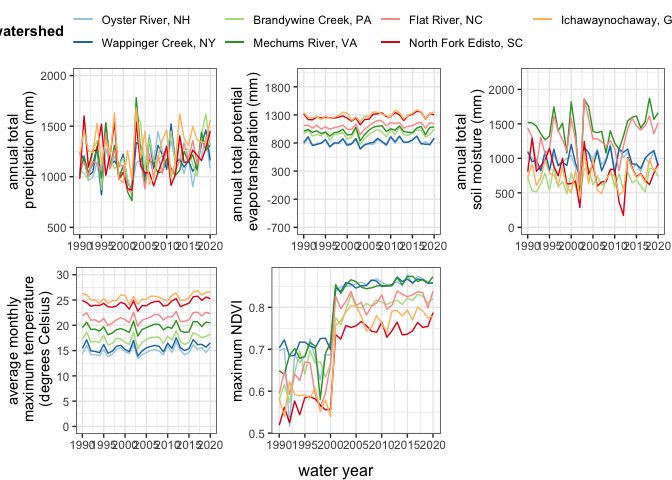 Oyster River, NH
Brandywine Creek, PA
Flat River, NC
Ichawaynochaway, G
watershed
Wappinger Creek, NY
Mechums River, VA
North Fork Edisto, SC
annual total
precipitation (mm)
2000
1500
1000
500
1990 1995 2000 2005 2010 2015 2020
annual total potential
evapotranspiration (mm)
1800
1300
800
300
-200
-700
1990 1995 2000 2005 2010 2015 2020
annual total
soil moisture (mm)
2000
1500
1000
500
0
1990 1995 2000 2005 2010 2015 2020
average monthly
maximum temperature
(degrees Celsius)
30
25
20
15
10
5
0
1990 1995 2000 2005 2010 2015 2020
maximum NDVI
0.8
0.7
0.6
0.5
1990 1995 2000 2005 2010 2015 2020
water year